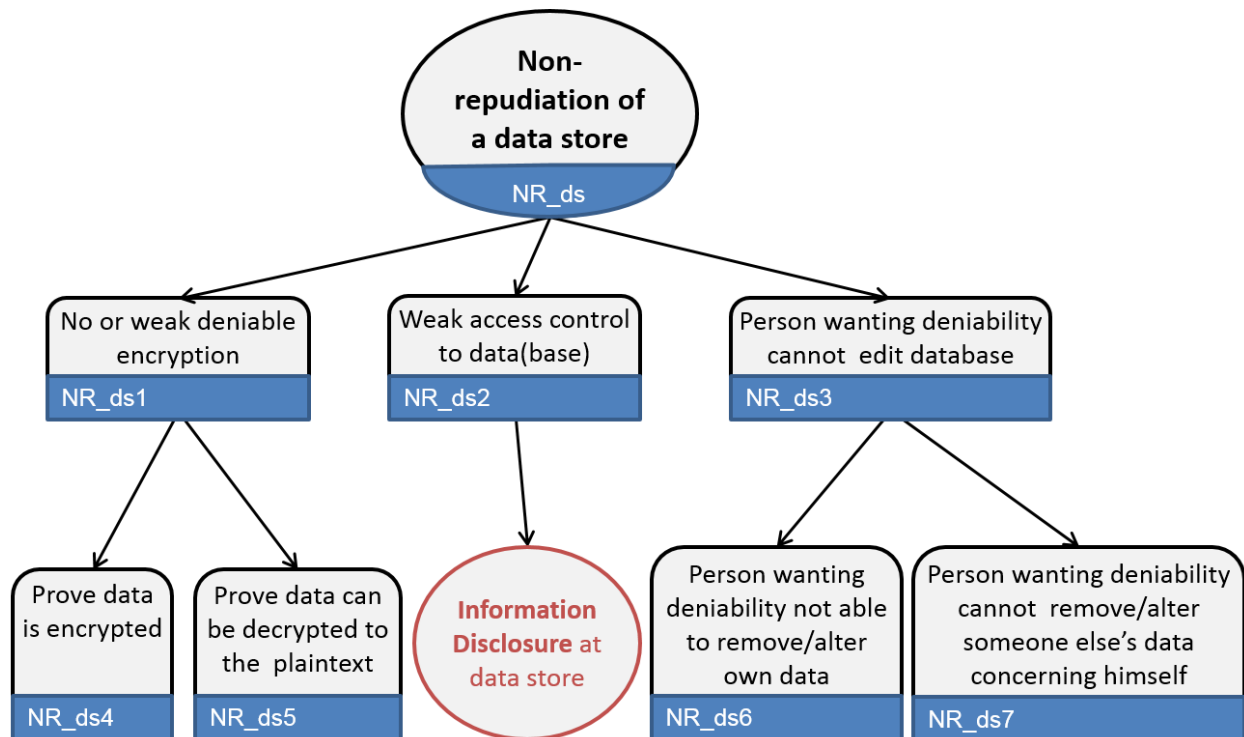 Non-
repudiation of
a data store
NR_ds
No or weak deniable
encryption
NR_ds1
Weak access control
to data(base)
NR_ds2
Person wanting deniability
cannot edit database
NR_ds3
Prove data
is encrypted
NR_ds4
Prove data can
be decrypted to
the plaintext
NR_ds5
Information
Disclosure at
data store
Person wanting
deniability not able
to remove/alter
own data
NR_ds6
Person wanting deniability
cannot remove/alter
someone else’s data
concerning himself
NR_ds7